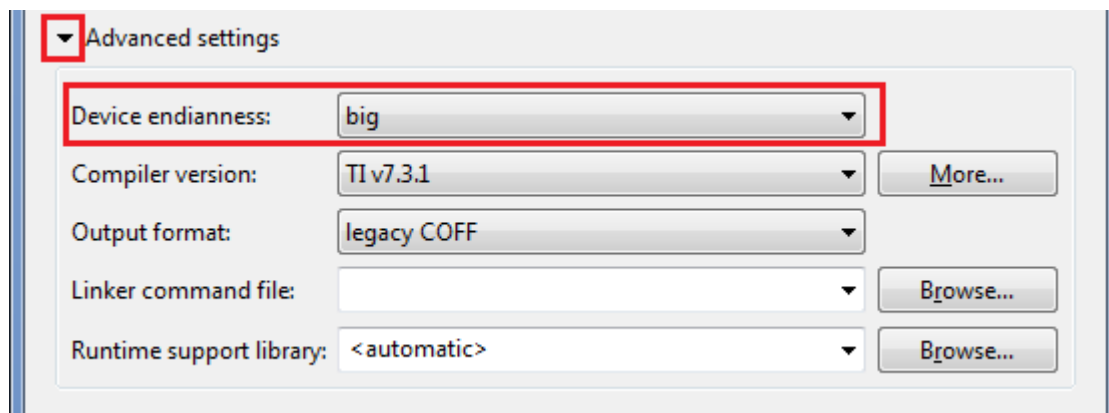 Advanced settings
Device endianness: big
Compiler version: TI v7.3.1 More...
Output format: legacy COFF
Linker command file: Browse...
Runtime support library: <automatic> Browse...